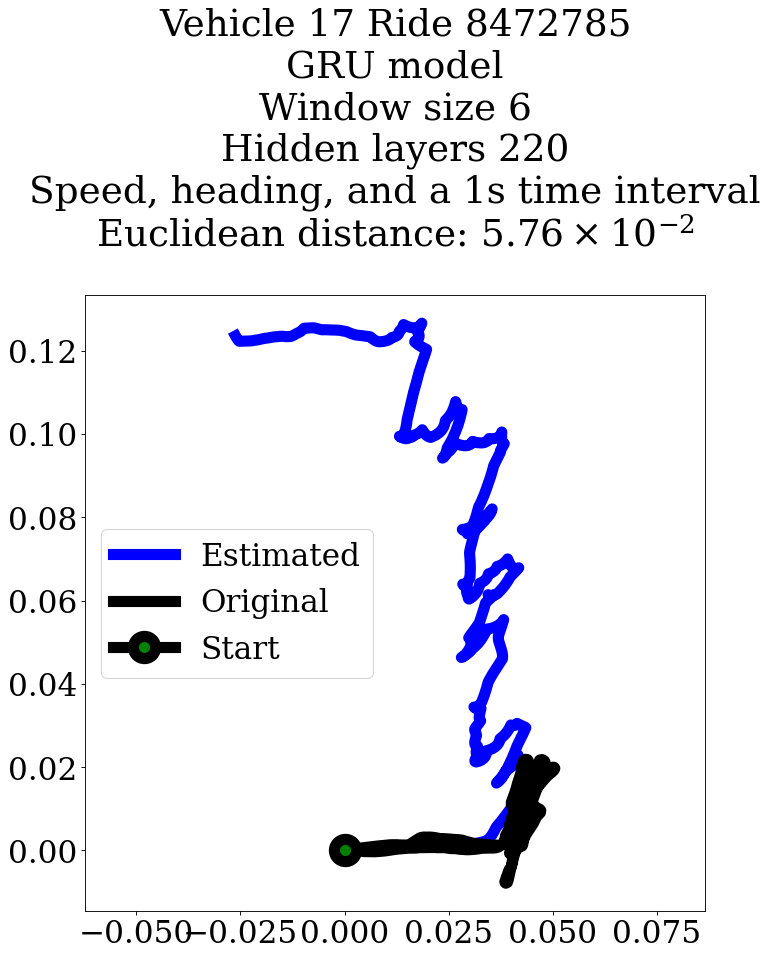 Vehicle 17 Ride 8472785
GRU model
Window size 6
Hidden layers 220
Speed, heading, and a 1s time interval
Euclidean distance: 5.76 × 10⁻²
0.12
0.10
0.08
0.06
0.04
0.02
0.00
Estimated
Original
Start
−0.050 −0.025 0.000 0.025 0.050 0.075